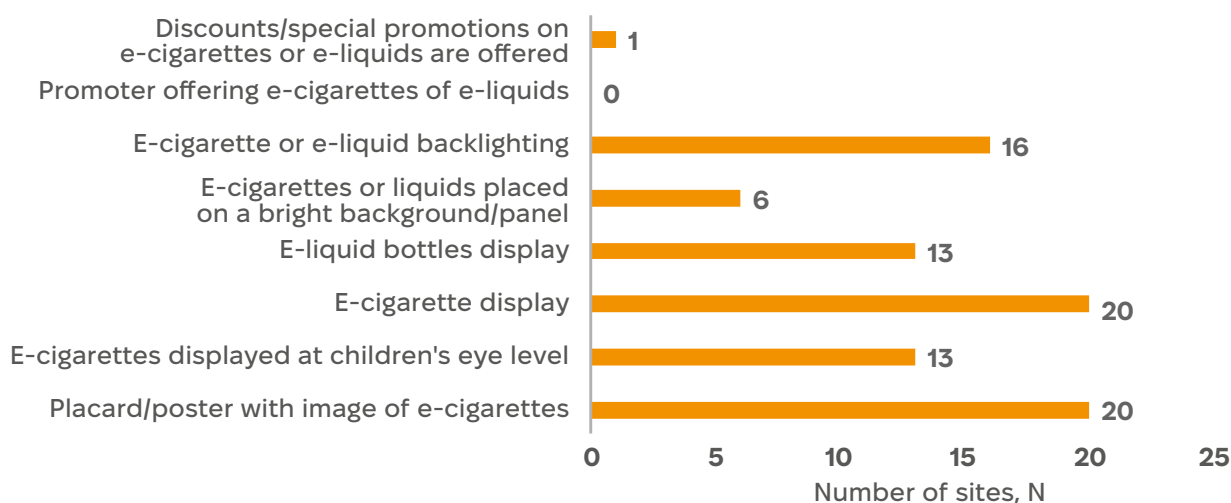 Discounts/special promotions on
e-cigarettes or e-liquids are offered
1
Promoter offering e-cigarettes of e-liquids
0
E-cigarette or e-liquid backlighting
16
E-cigarettes or liquids placed
on a bright background/panel
6
E-liquid bottles display
13
E-cigarette display
20
E-cigarettes displayed at children's eye level
13
Placard/poster with image of e-cigarettes
20
0 5 10 15 20 25
Number of sites, N